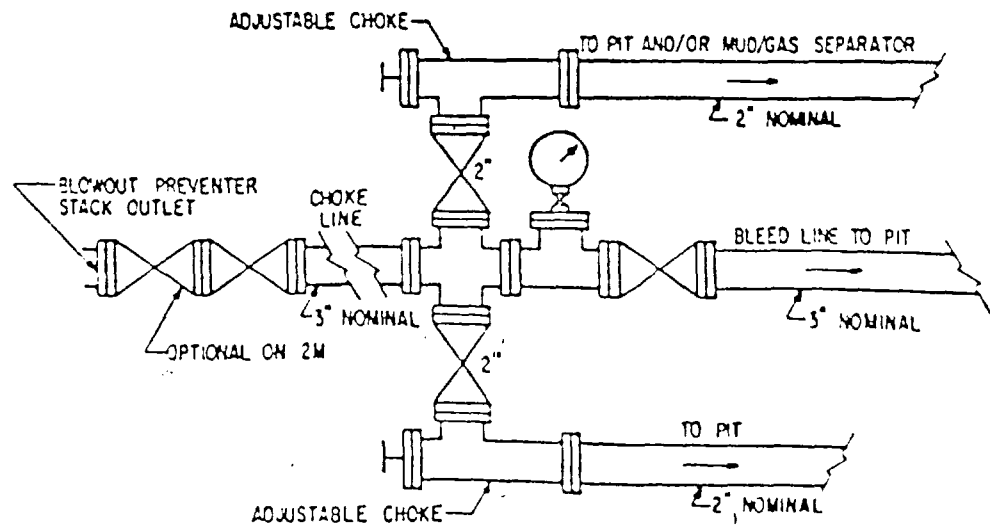 ADJUSTABLE CHOKE
TO PIT AND/OR MUD/GAS SEPARATOR
2" NOMINAL
2"
BLOWOUT PREVENTER
STACK OUTLET
CHOKE
LINE
BLEED LINE TO PIT
3" NOMINAL
3" NOMINAL
OPTIONAL ON 2M
2"
TO PIT
2" NOMINAL
ADJUSTABLE CHOKE